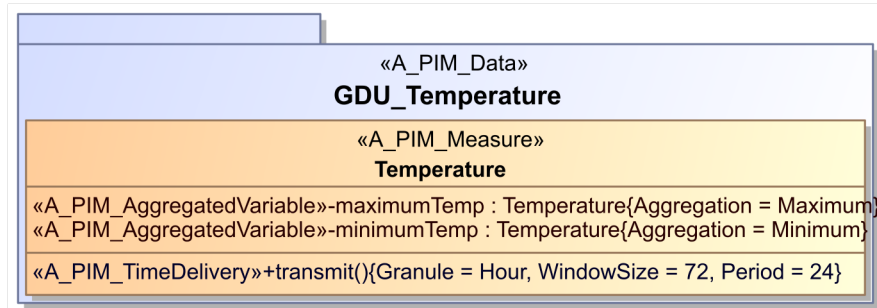 «A_PIM_Data»
GDU_Temperature
«A_PIM_Measure»
Temperature
«A_PIM_AggregatedVariable»-maximumTemp : Temperature{Aggregation = Maximum}
«A_PIM_AggregatedVariable»-minimumTemp : Temperature{Aggregation = Minimum}
«A_PIM_TimeDelivery»+transmit(){Granule = Hour, WindowSize = 72, Period = 24}